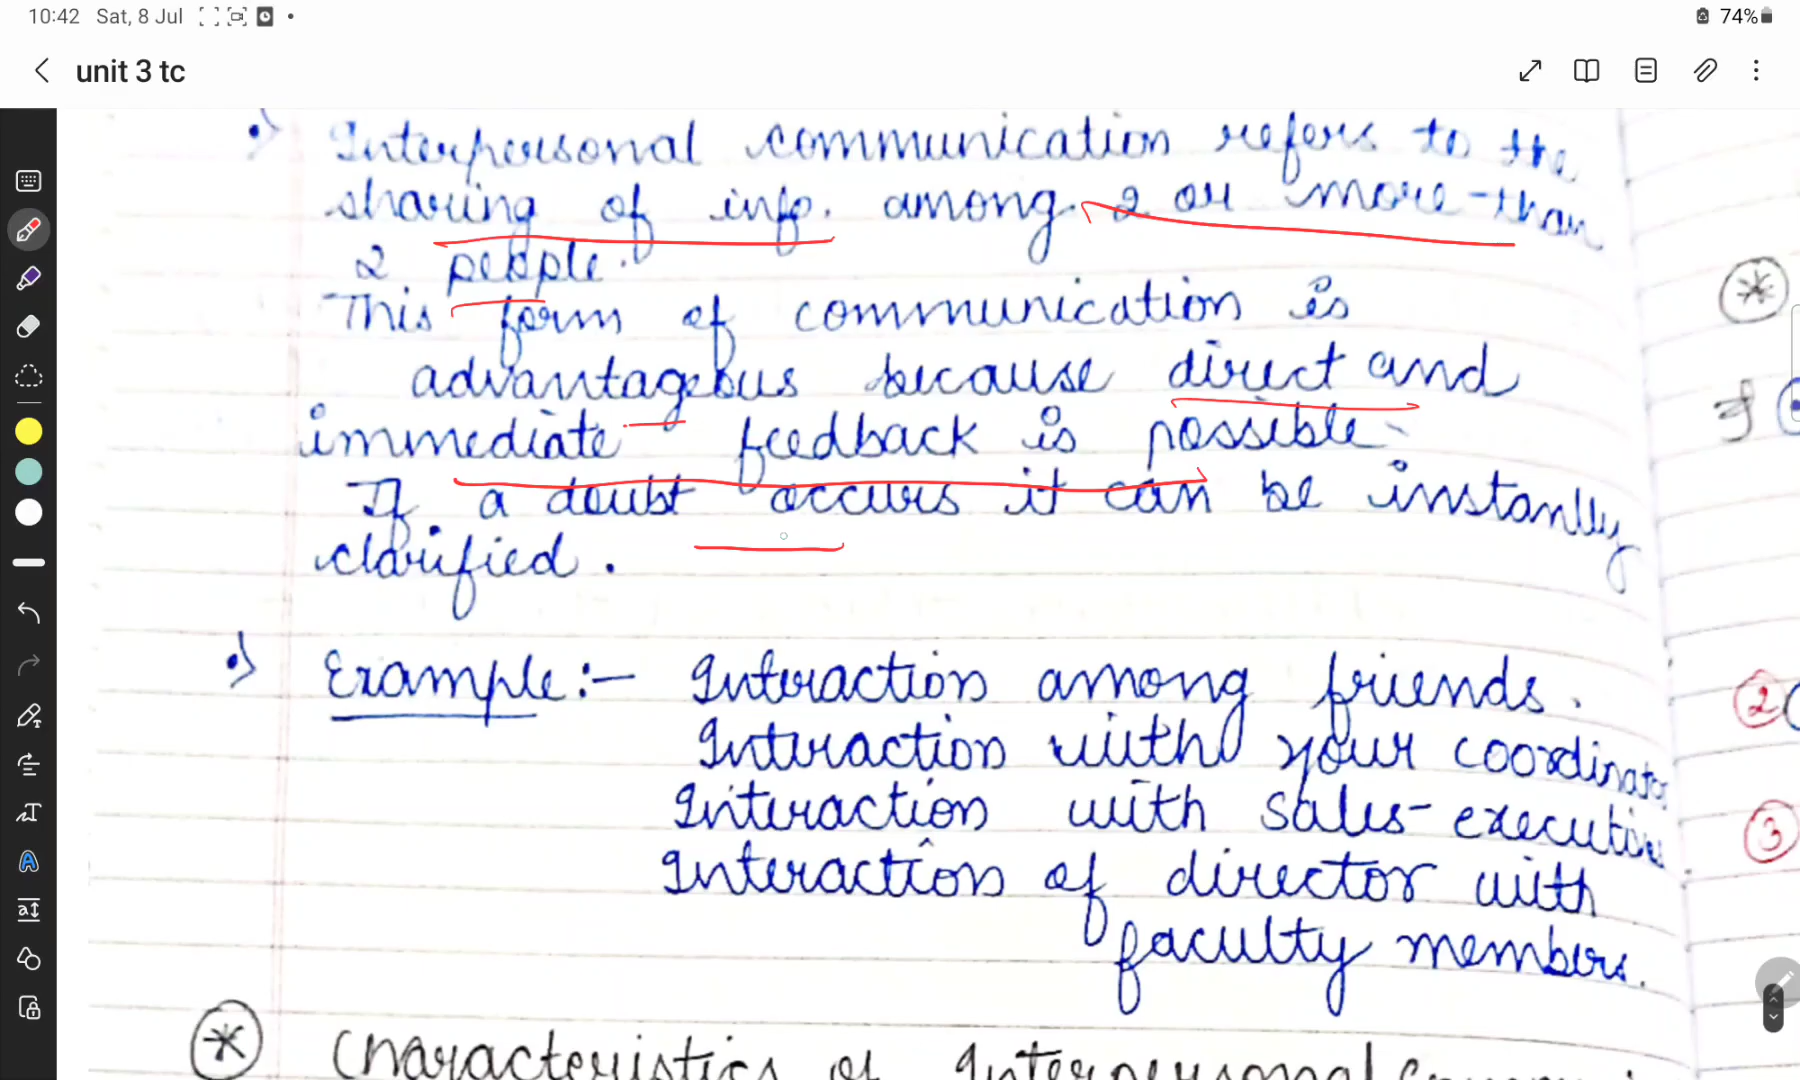 10:42 Sat, 8 Jul
74%
unit 3 tc
Interpersonal communication refers to the
sharing of info. among 2 or more-than
2 people.
This form of communication is
advantageous because direct and
immediate feedback is possible.
If a doubt occurs it can be instantly
clarified.
Example:- Interaction among friends.
Interaction with your coordinator
Interaction with sales-executive
Interaction of director with
faculty members.
Characteristics of Interpersonal
2
3